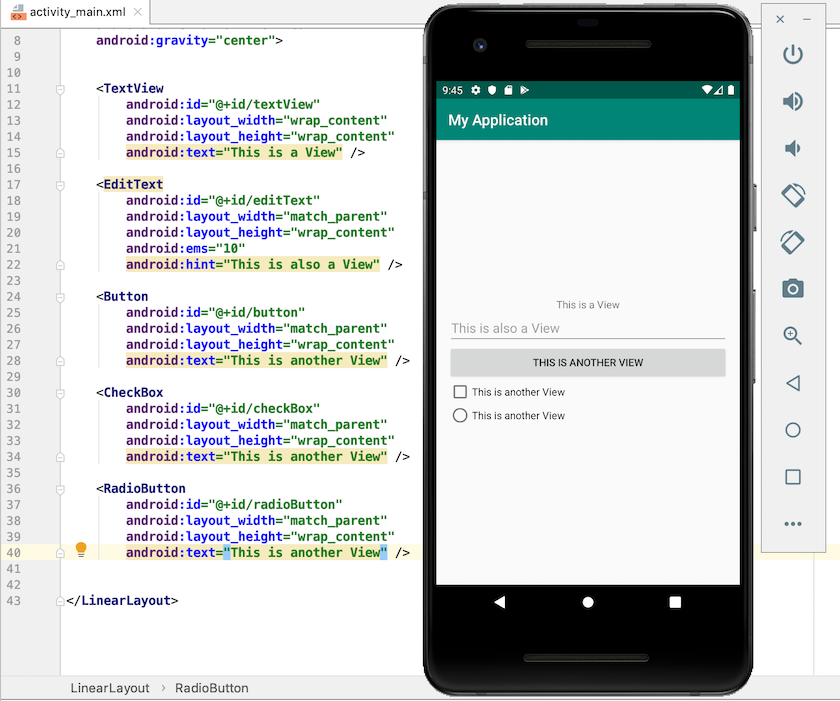 activity_main.xml
8 android:gravity="center">
9
10
11 <TextView
12 android:id="@+id/textView"
13 android:layout_width="wrap_content"
14 android:layout_height="wrap_content"
15 android:text="This is a View" />
16
17 <EditText
18 android:id="@+id/editText"
19 android:layout_width="match_parent"
20 android:layout_height="wrap_content"
21 android:ems="10"
22 android:hint="This is also a View" />
23
24 <Button
25 android:id="@+id/button"
26 android:layout_width="match_parent"
27 android:layout_height="wrap_content"
28 android:text="This is another View" />
29
30 <CheckBox
31 android:id="@+id/checkBox"
32 android:layout_width="match_parent"
33 android:layout_height="wrap_content"
34 android:text="This is another View" />
35
36 <RadioButton
37 android:id="@+id/radioButton"
38 android:layout_width="match_parent"
39 android:layout_height="wrap_content"
40 android:text="This is another View" />
41
42
43 </LinearLayout>
LinearLayout › RadioButton
9:45
My Application
This is a View
This is also a View
THIS IS ANOTHER VIEW
This is another View
This is another View